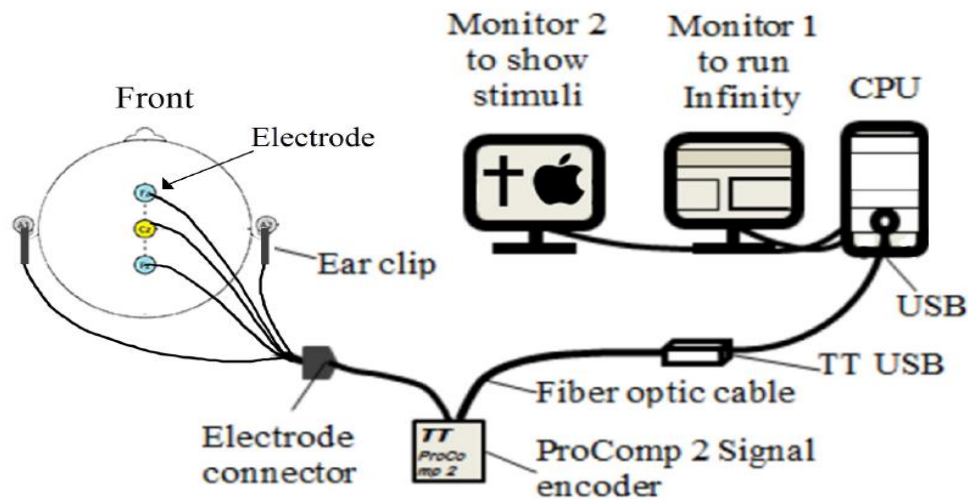 Monitor 2
to show
stimuli
Monitor 1
to run
Infinity
CPU
Front
Electrode
Cz
Ear clip
USB
TT USB
Fiber optic cable
Electrode
connector
TT
ProCo
mp 2
ProComp 2 Signal
encoder